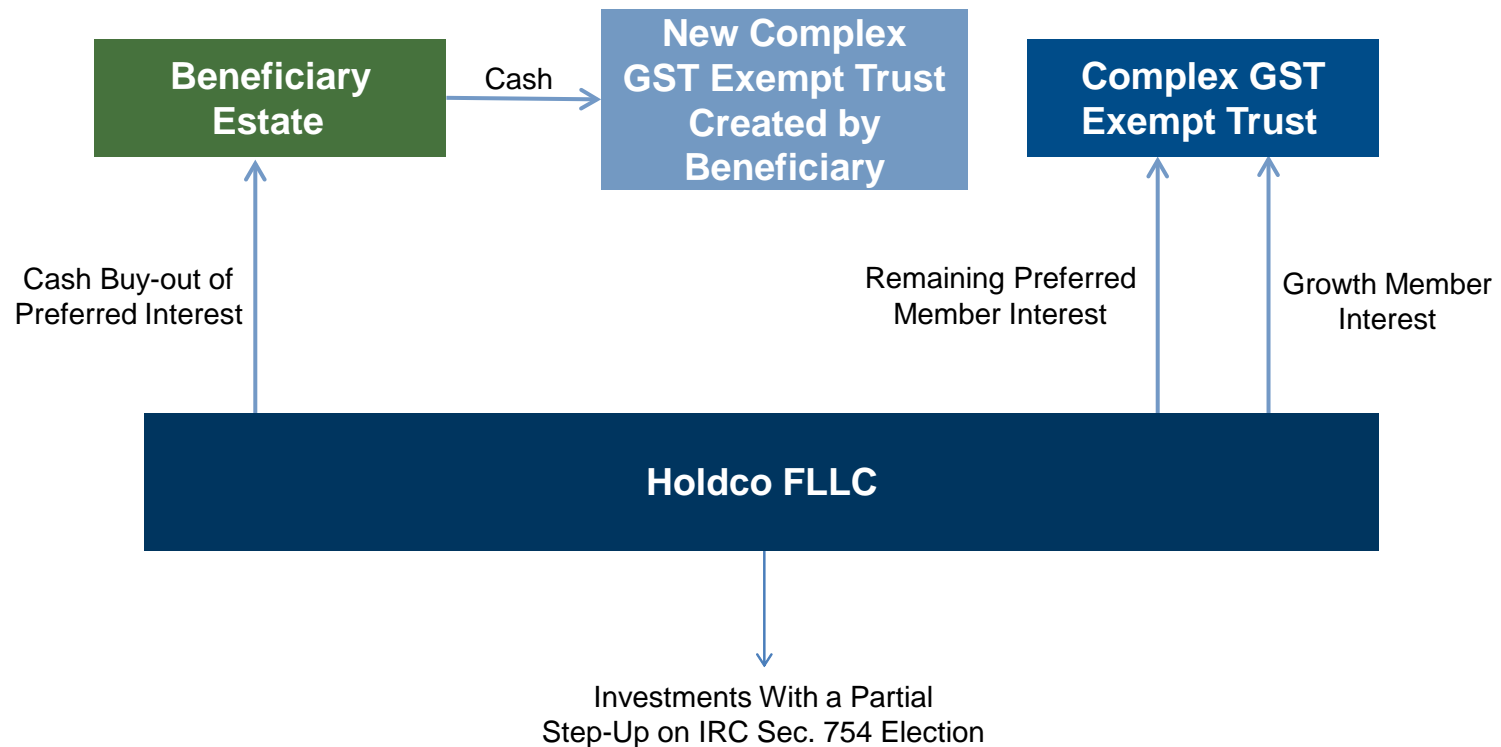 Beneficiary
Estate
Cash
New Complex
GST Exempt Trust
Created by
Beneficiary
Complex GST
Exempt Trust
Cash Buy-out of
Preferred Interest
Remaining Preferred
Member Interest
Growth Member
Interest
Holdco FLLC
Investments With a Partial
Step-Up on IRC Sec. 754 Election